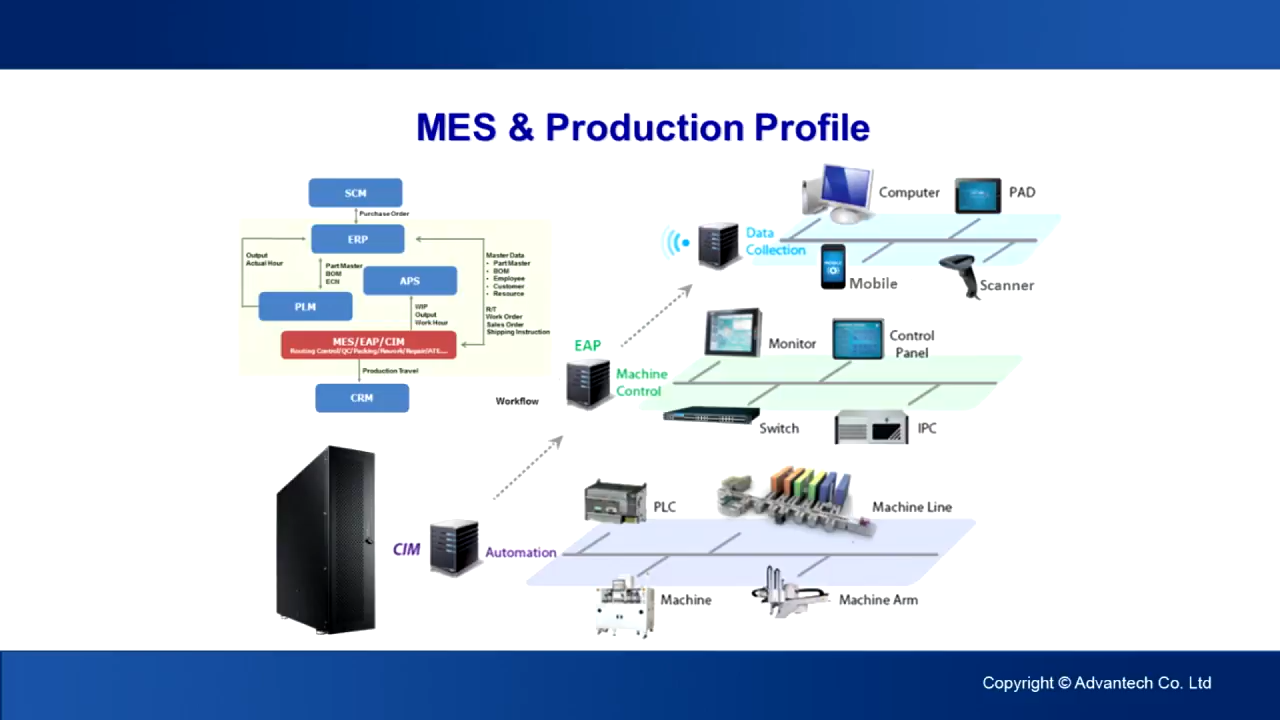 MES & Production Profile
SCM
Purchase Order
ERP
Output
Actual Hour
Part Master
BOM
ECN
APS
PLM
WIP
Output
Work Hour
Master Data
• Part Master
• BOM
• Employee
• Customer
• Resource
R/T
Work Order
Sales Order
Shipping Instruction
MES/EAP/CIM
Routing Control/QC/Packing/Rework/Repair/ATE....
Production Travel
CRM
Computer
PAD
Data
Collection
Mobile
Scanner
EAP
Machine
Control
Workflow
Monitor
Control
Panel
Switch
IPC
CIM
Automation
PLC
Machine Line
Machine
Machine Arm
Copyright © Advantech Co. Ltd